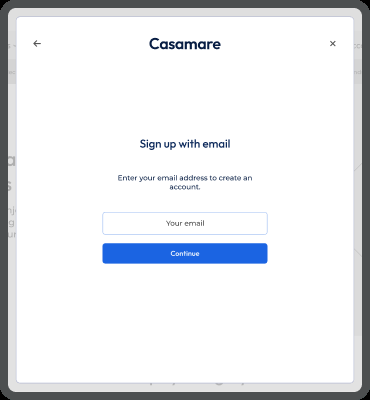 Casamare
Sign up with email
Enter your email address to create an
account.
Your email
Continue